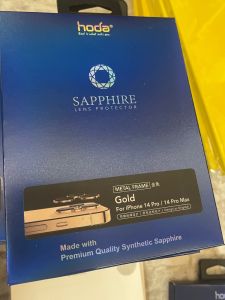 hoda®
SAPPHIRE
LENS PROTECTOR
METAL FRAME
Gold
For iPhone 14 Pro / 14 Pro Max
Made with
Premium Quality Synthetic Sapphire
hoda